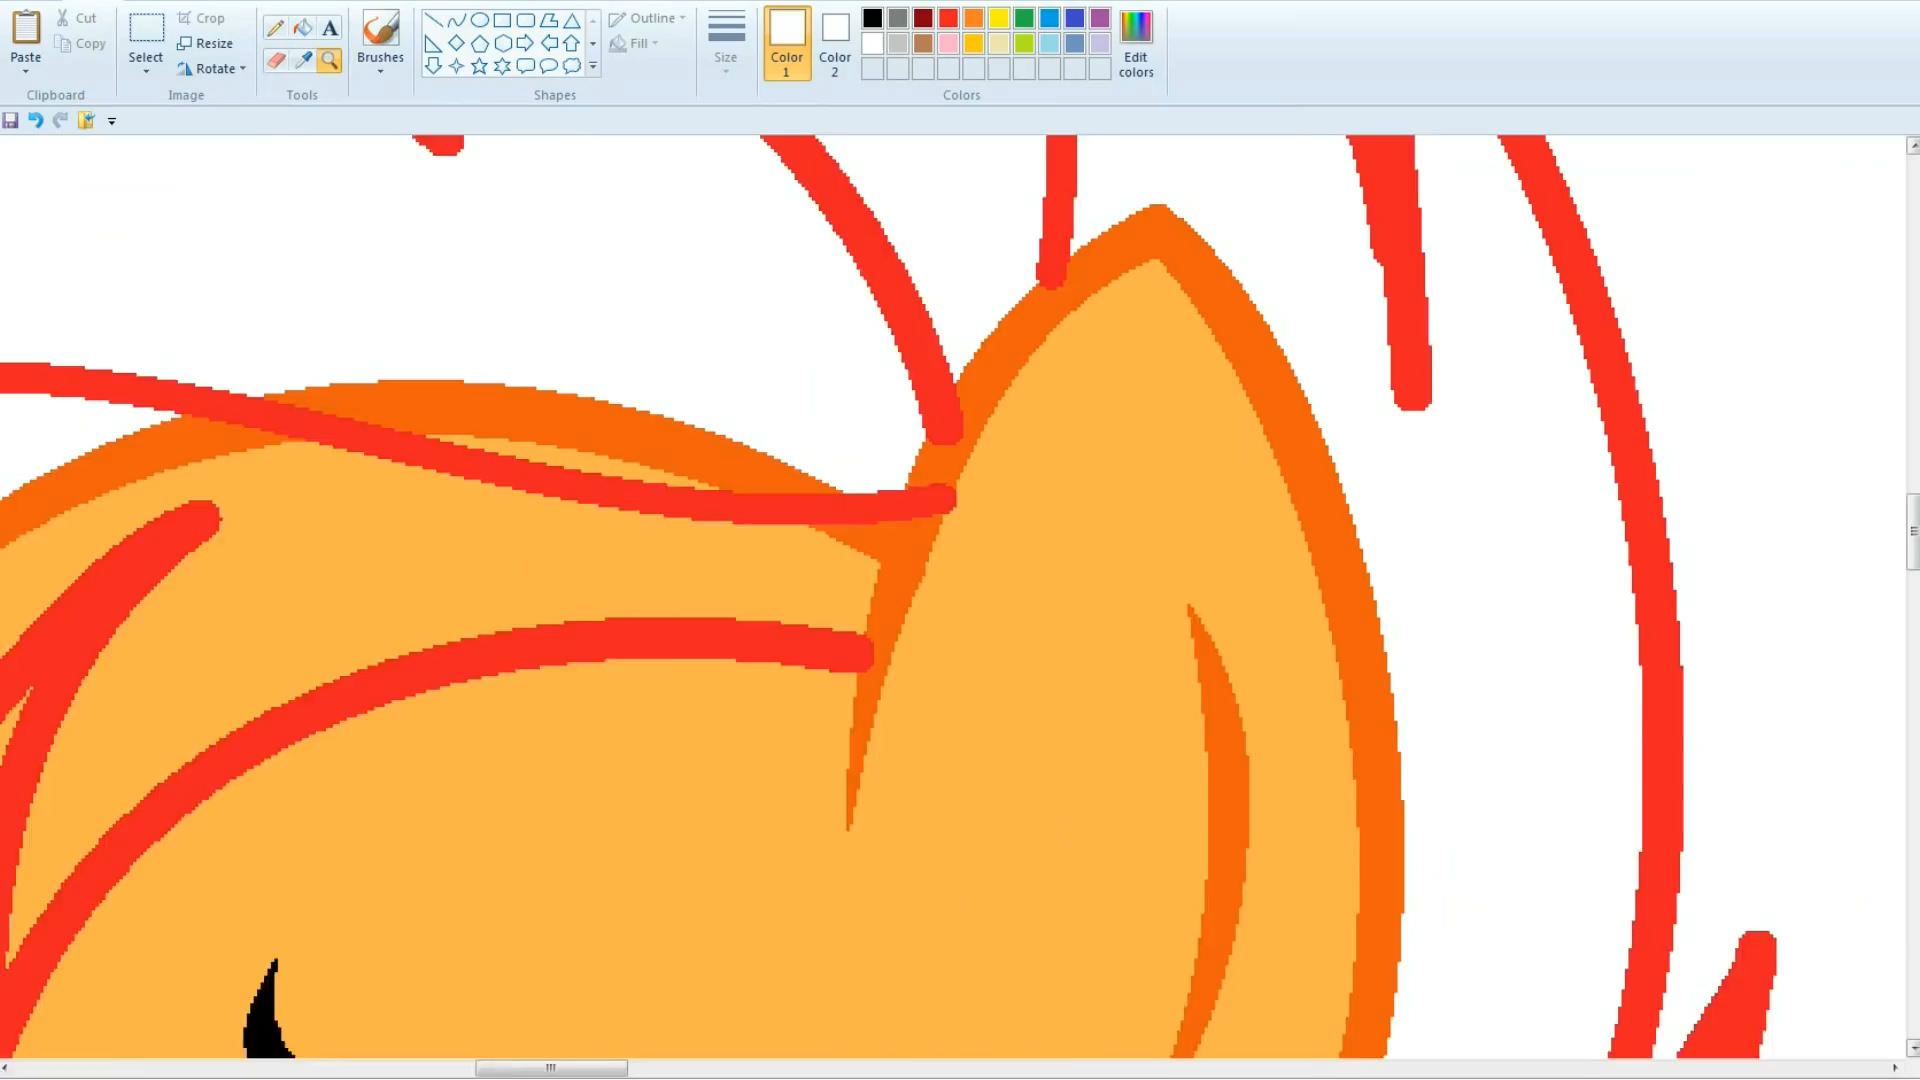 Paste
Cut
Copy
Clipboard
Select
Crop
Resize
Rotate
Image
A
Tools
Brushes
Outline
Fill
Shapes
Size
Color
1
Color
2
Edit
colors
Colors